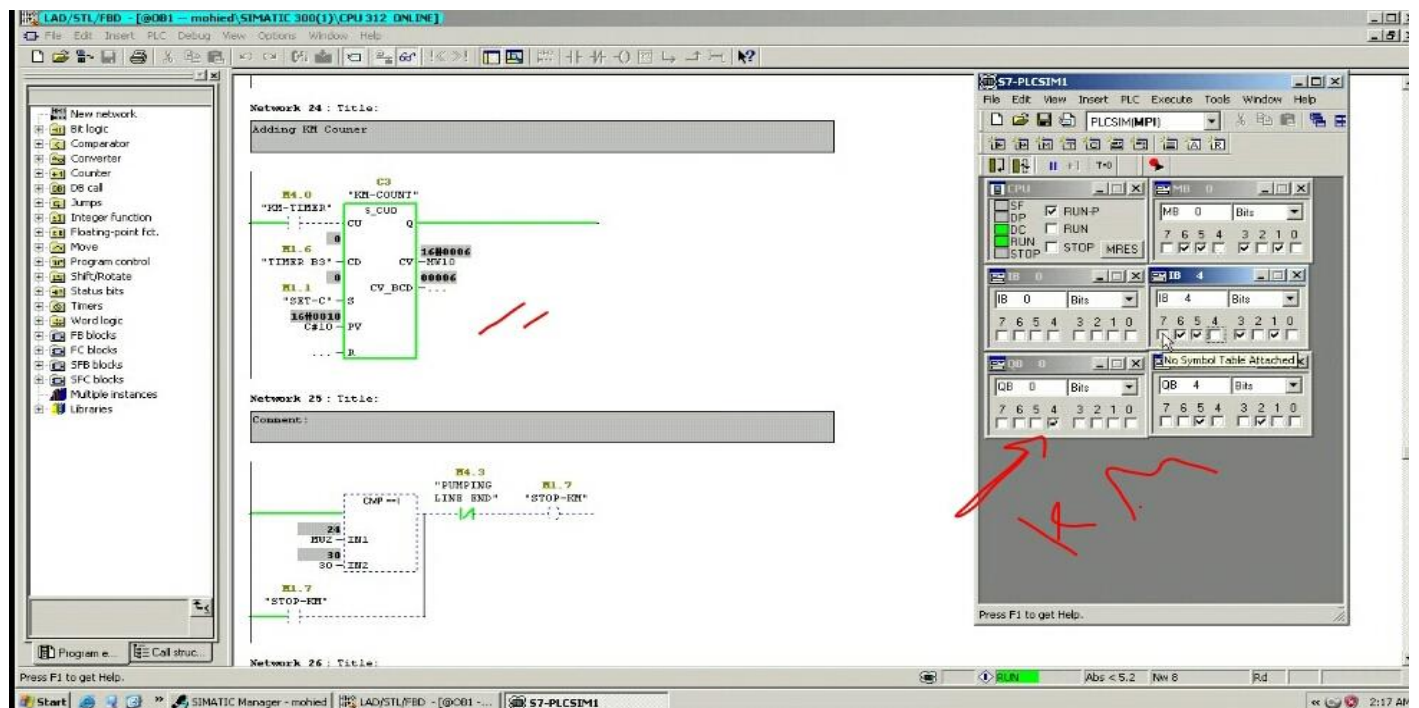 LAD/STL/FBD - [@OB1 -- mohied\SIMATIC 300(1)\CPU 312 ONLINE]
File Edit Insert PLC Debug View Options Window Help
New network
Bit logic
Comparator
Converter
Counter
DB call
Jumps
Integer function
Floating-point fct.
Move
Program control
Shift/Rotate
Status bits
Timers
Word logic
FB blocks
FC blocks
SFB blocks
SFC blocks
Multiple instances
Libraries
Program e...
Call struc...
Network 24 : Title:
Adding KM Couner
C3
M4.0 "KM-COUNT"
"KM-TIMER" S_CUD
CU Q
0 16#0006
M1.6
"TIMER B3" CD CV MW10
0 00006
M1.1 CV_BCD ...
"SET-C" S
16#0010
C#10 PV
... R
Network 25 : Title:
Comment:
M4.3
"PUMPING M1.7
CMP ==I LINE END" "STOP-KM"
24
IN1
30
30 IN2
M1.7
"STOP-KM"
Network 26 : Title:
S7-PLCSIM1
File Edit View Insert PLC Execute Tools Window Help
PLCSIM(MPI)
+1 T=0
CPU
SF
DP
DC
RUN
STOP
RUN-P
RUN
STOP MRES
MB 0
MB 0 Bits
7 6 5 4 3 2 1 0
IB 0
IB 0 Bits
7 6 5 4 3 2 1 0
IB 4
IB 4 Bits
7 6 5 4 3 2 1 0
No Symbol Table Attached
QB 0
QB 0 Bits
7 6 5 4 3 2 1 0
QB 4 Bits
7 6 5 4 3 2 1 0
KM
Press F1 to get Help.
Press F1 to get Help.
RUN Abs < 5.2 Nw 8 Rd
Start SIMATIC Manager - mohied LAD/STL/FBD - [@OB1 -... S7-PLCSIM1 2:17 AM